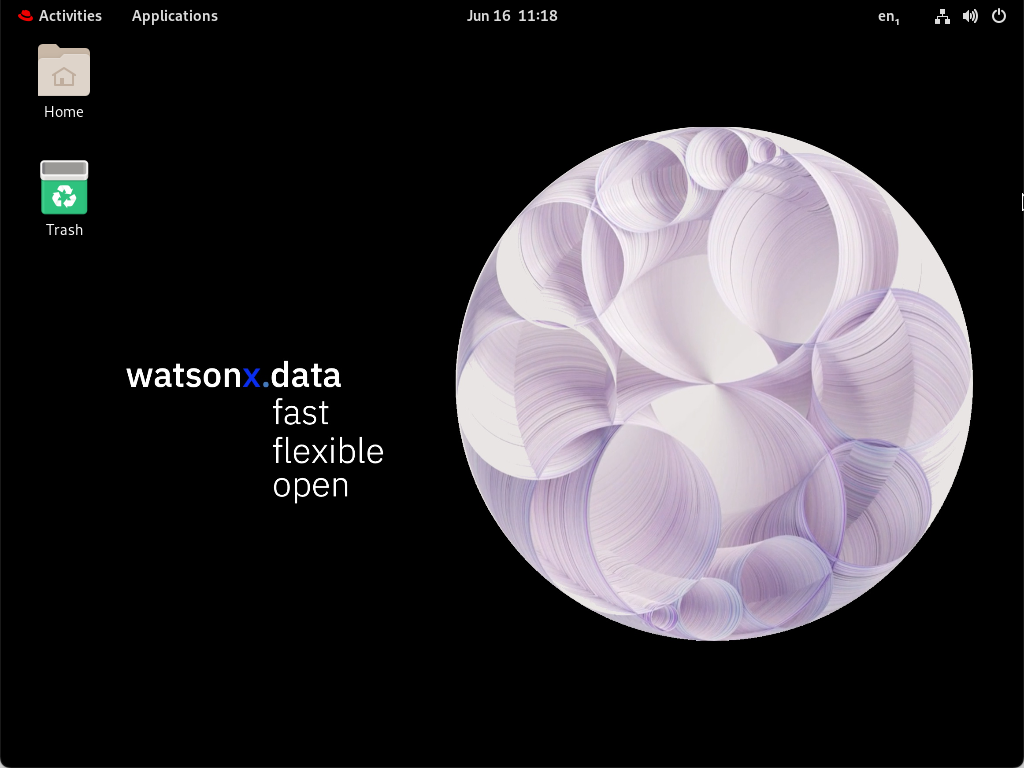 Activities Applications Jun 16 11:18 en1
Home
Trash
watsonx.data
fast
flexible
open